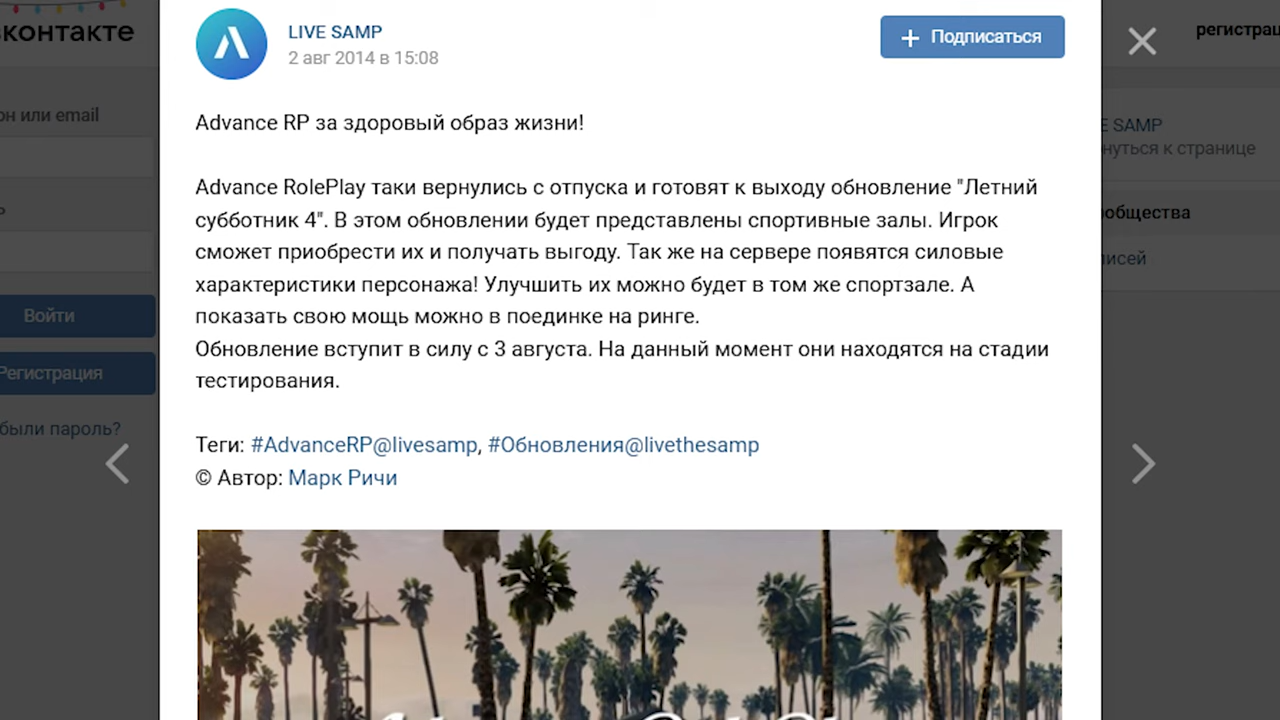 вконтакте
LIVE SAMP
2 авг 2014 в 15:08
Подписаться
регистрац
он или email
Advance RP за здоровый образ жизни!
E SAMP
нуться к странице
Advance RolePlay таки вернулись с отпуска и готовят к выходу обновление "Летний
субботник 4". В этом обновлении будет представлены спортивные залы. Игрок
сможет приобрести их и получать выгоду. Так же на сервере появятся силовые
характеристики персонажа! Улучшить их можно будет в том же спортзале. А
показать свою мощь можно в поединке на ринге.
Обновление вступит в силу с 3 августа. На данный момент они находятся на стадии
тестирования.
ообщества
писей
Войти
Регистрация
были пароль?
Теги: #AdvanceRP@livesamp, #Обновления@livethesamp
© Автор: Марк Ричи